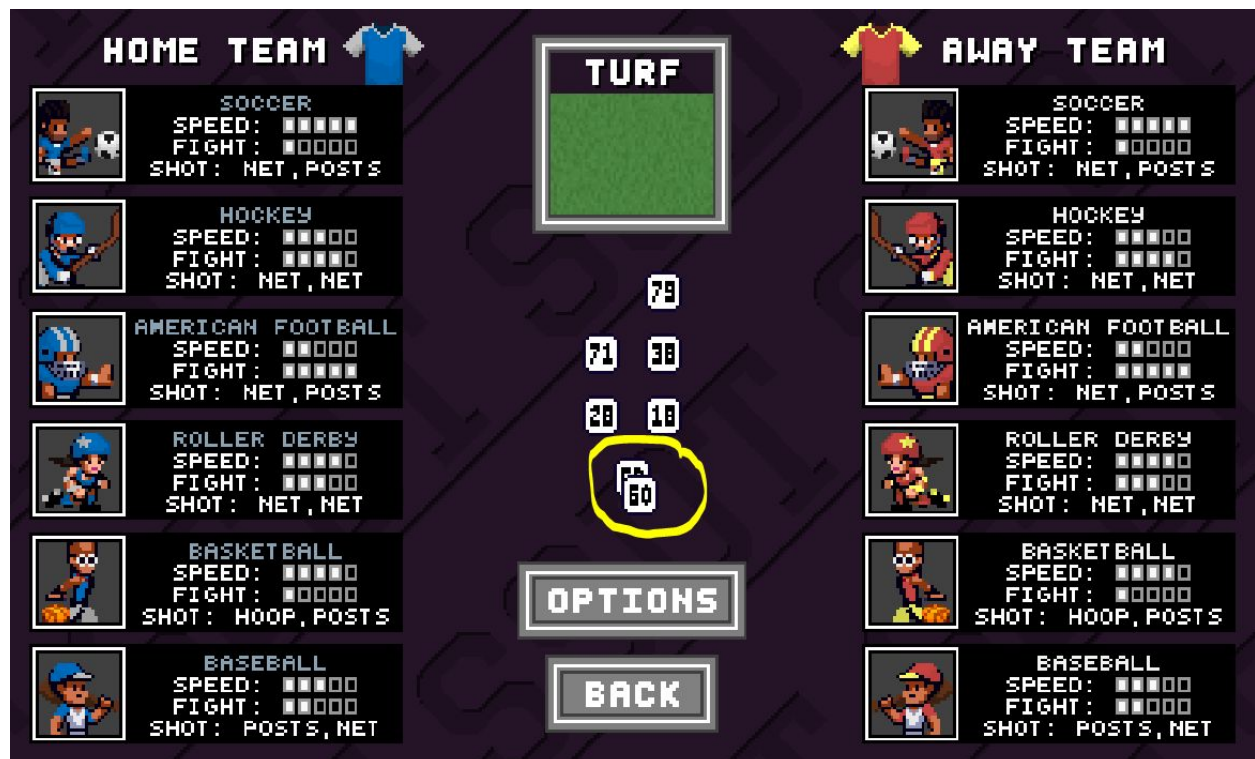 HOME TEAM
SOCCER
SPEED:
FIGHT:
SHOT: NET,POSTS
HOCKEY
SPEED:
FIGHT:
SHOT: NET,NET
AMERICAN FOOTBALL
SPEED:
FIGHT:
SHOT: NET,POSTS
ROLLER DERBY
SPEED:
FIGHT:
SHOT: NET,NET
BASKETBALL
SPEED:
FIGHT:
SHOT: HOOP,POSTS
BASEBALL
SPEED:
FIGHT:
SHOT: POSTS,NET
TURF
79
71 38
28 18
50
OPTIONS
BACK
AWAY TEAM
SOCCER
SPEED:
FIGHT:
SHOT: NET,POSTS
HOCKEY
SPEED:
FIGHT:
SHOT: NET,NET
AMERICAN FOOTBALL
SPEED:
FIGHT:
SHOT: NET,POSTS
ROLLER DERBY
SPEED:
FIGHT:
SHOT: NET,NET
BASKETBALL
SPEED:
FIGHT:
SHOT: HOOP,POSTS
BASEBALL
SPEED:
FIGHT:
SHOT: POSTS,NET